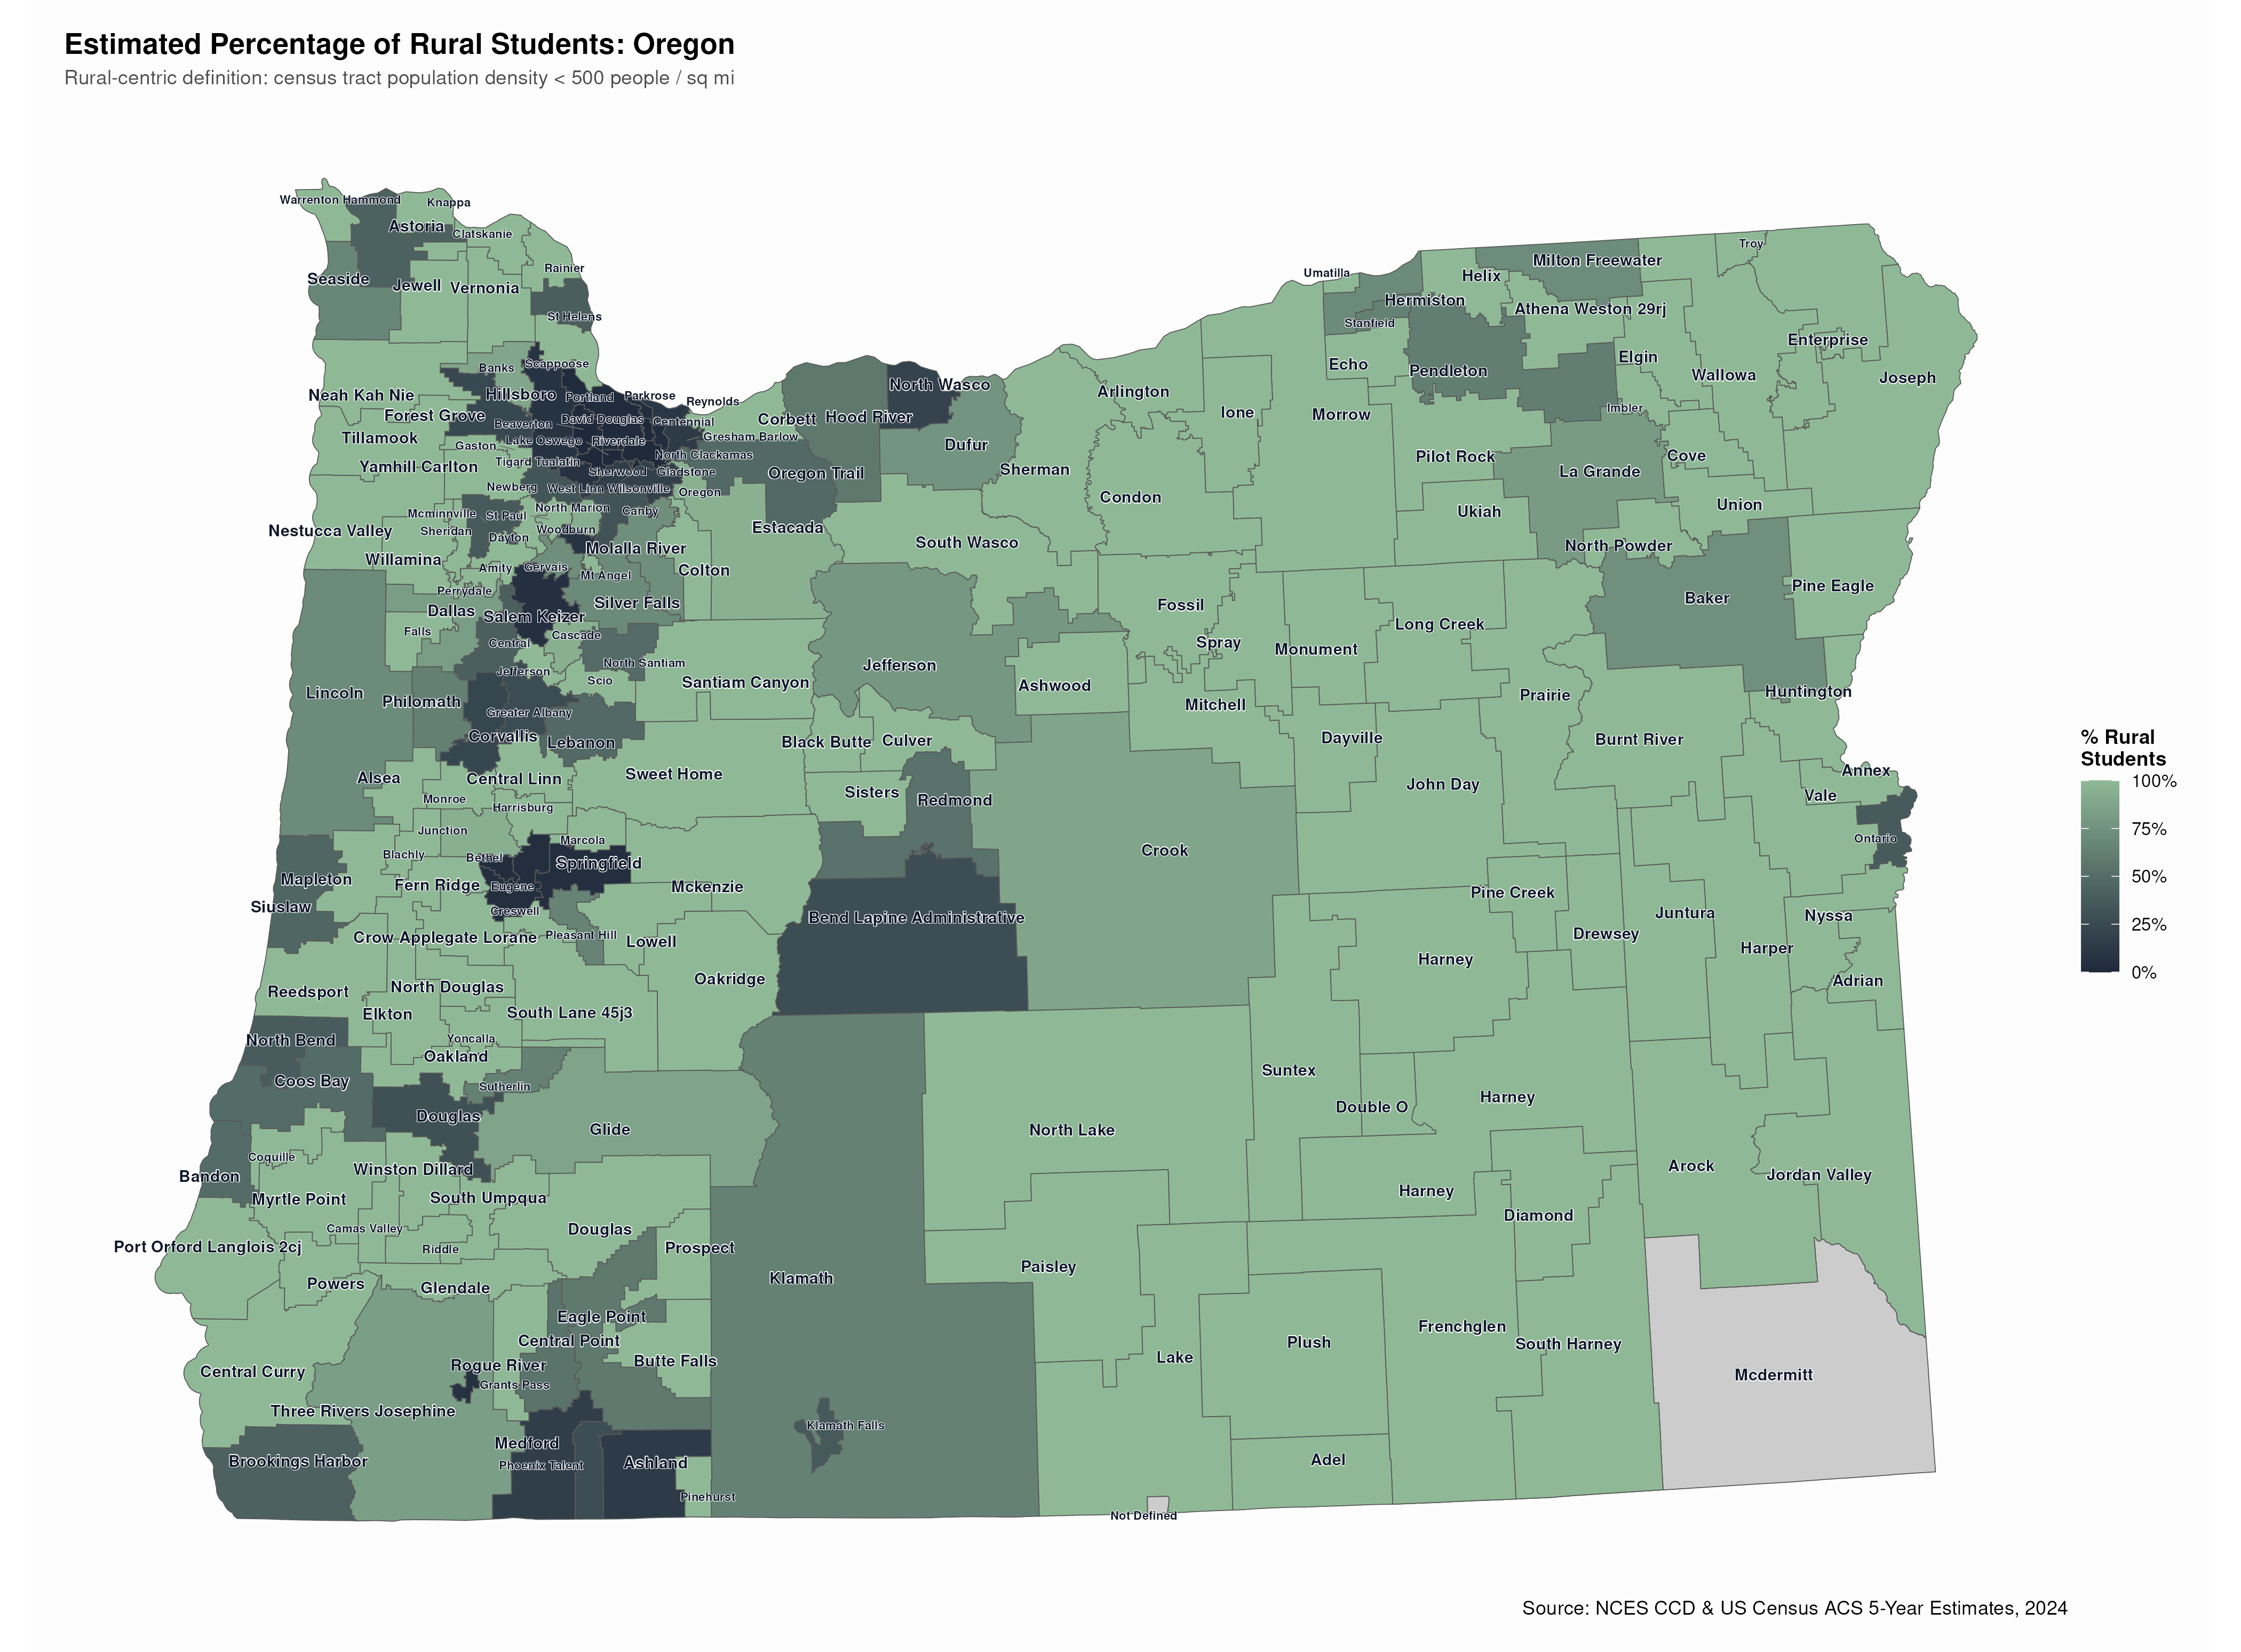 Estimated Percentage of Rural Students: Oregon
Rural-centric definition: census tract population density < 500 people / sq mi
Warrenton Hammond
Knappa
Astoria
Clatskanie
Seaside
Jewell
Vernonia
Rainier
St Helens
Banks
Scappoose
Neah Kah Nie
Hillsboro
Portland
Parkrose
Reynolds
Forest Grove
Beaverton
David Douglas
Centennial
Corbett
Hood River
North Wasco
Tillamook
Gaston
Lake Oswego
Riverdale
Gresham Barlow
Yamhill Carlton
Tigard Tualatin
North Clackamas
Sherwood
Gladstone
Oregon Trail
Newberg
West Linn Wilsonville
Oregon
Dufur
Sherman
Mcminnville
St Paul
North Marion
Canby
Nestucca Valley
Sheridan
Dayton
Woodburn
Estacada
Willamina
Molalla River
Colton
South Wasco
Amity
Gervais
Mt Angel
Perrydale
Dallas
Salem Keizer
Silver Falls
Falls
Central
Cascade
Jefferson
North Santiam
Scio
Santiam Canyon
Jefferson
Lincoln
Philomath
Greater Albany
Corvallis
Lebanon
Black Butte
Culver
Alsea
Central Linn
Sweet Home
Monroe
Harrisburg
Sisters
Redmond
Junction
Marcola
Blachly
Bethel
Springfield
Mapleton
Fern Ridge
Eugene
Mckenzie
Siuslaw
Creswell
Bend Lapine Administrative
Crow Applegate Lorane
Pleasant Hill
Lowell
Reedsport
North Douglas
Oakridge
Elkton
South Lane 45j3
North Bend
Yoncalla
Oakland
Coos Bay
Sutherlin
Douglas
Glide
Coquille
Bandon
Winston Dillard
Myrtle Point
South Umpqua
Camas Valley
Douglas
Port Orford Langlois 2cj
Riddle
Prospect
Powers
Glendale
Klamath
Eagle Point
Central Point
Central Curry
Rogue River
Butte Falls
Grants Pass
Three Rivers Josephine
Klamath Falls
Brookings Harbor
Medford
Phoenix Talent
Ashland
Pinehurst
Umatilla
Helix
Milton Freewater
Troy
Hermiston
Athena Weston 29rj
Stanfield
Echo
Pendleton
Elgin
Enterprise
Wallowa
Joseph
Arlington
Ione
Morrow
Imbler
Pilot Rock
La Grande
Cove
Condon
Ukiah
Union
North Powder
Pine Eagle
Baker
Fossil
Spray
Long Creek
Monument
Ashwood
Mitchell
Prairie
Huntington
Dayville
Burnt River
John Day
Annex
Vale
Crook
Ontario
Pine Creek
Juntura
Nyssa
Drewsey
Harper
Harney
Adrian
Suntex
Double O
Harney
North Lake
Arock
Jordan Valley
Harney
Diamond
Paisley
Frenchglen
South Harney
Plush
Lake
Mcdermitt
Adel
Not Defined
% Rural
Students
100%
75%
50%
25%
0%
Source: NCES CCD & US Census ACS 5-Year Estimates, 2024